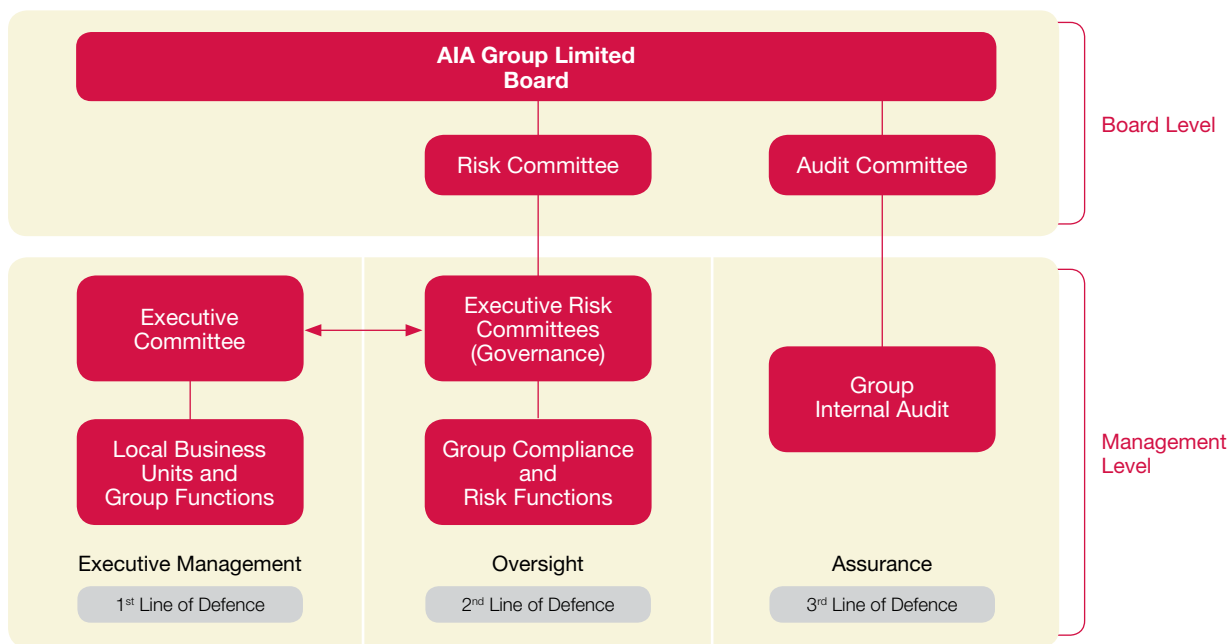 AIA Group Limited
Board
Board Level
Risk Committee
Audit Committee
Executive
Committee
Executive Risk
Committees
(Governance)
Group
Internal Audit
Local Business
Units and
Group Functions
Group Compliance
and
Risk Functions
Management
Level
Executive Management
Oversight
Assurance
1st Line of Defence
2nd Line of Defence
3rd Line of Defence